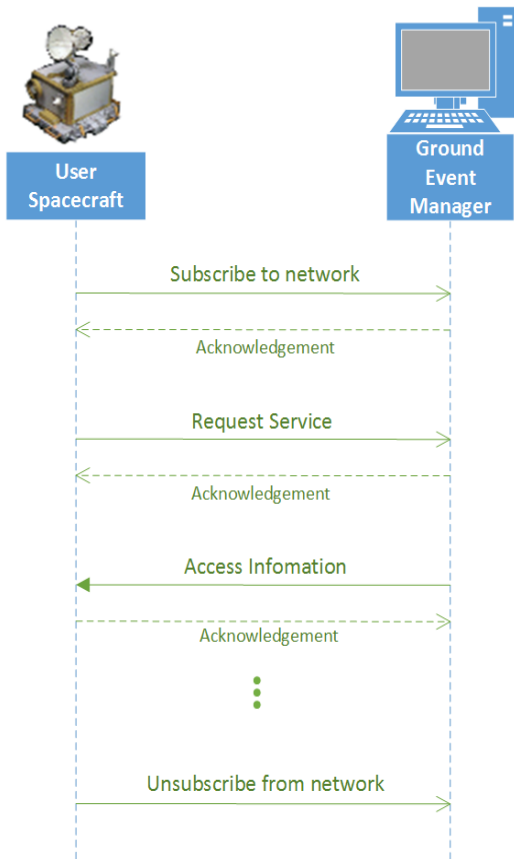 User
Spacecraft
Ground
Event
Manager
Subscribe to network
Acknowledgement
Request Service
Acknowledgement
Access Infomation
Acknowledgement
Unsubscribe from network